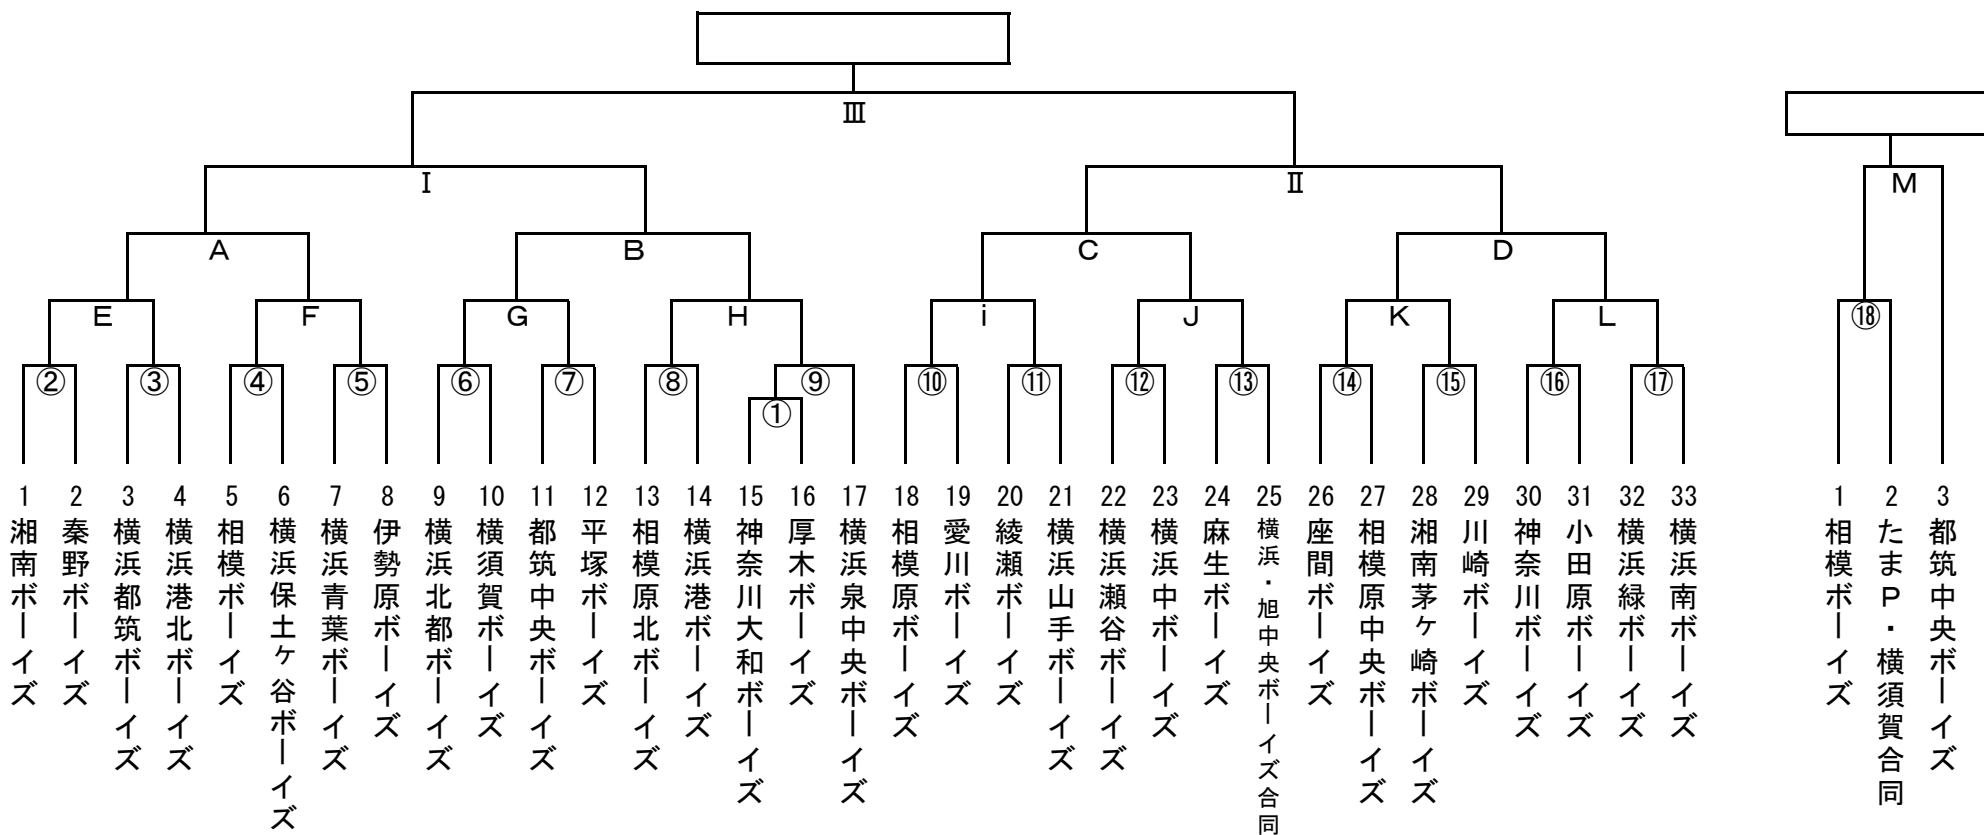 Ⅲ
Ⅰ
Ⅱ
M
A
B
C
D
E
F
G
H
i
J
K
L
⑱
②
③
④
⑤
⑥
⑦
⑧
⑨
⑩
⑪
⑫
⑬
⑭
⑮
⑯
⑰
①
1 湘南ボーイズ
2 秦野ボーイズ
3 横浜都筑ボーイズ
4 横浜港北ボーイズ
5 相模ボーイズ
6 横浜保土ヶ谷ボーイズ
7 横浜青葉ボーイズ
8 伊勢原ボーイズ
9 横浜北都ボーイズ
10 横須賀ボーイズ
11 都筑中央ボーイズ
12 平塚ボーイズ
13 相模原北ボーイズ
14 横浜港ボーイズ
15 神奈川大和ボーイズ
16 厚木ボーイズ
17 横浜泉中央ボーイズ
18 相模原ボーイズ
19 愛川ボーイズ
20 綾瀬ボーイズ
21 横浜山手ボーイズ
22 横浜瀬谷ボーイズ
23 横浜中ボーイズ
24 麻生ボーイズ
25 横浜・旭中央ボーイズ合同
26 座間ボーイズ
27 相模原中央ボーイズ
28 湘南茅ケ崎ボーイズ
29 川崎ボーイズ
30 神奈川ボーイズ
31 小田原ボーイズ
32 横浜緑ボーイズ
33 横浜南ボーイズ
1 相模ボーイズ
2 たまP・横須賀合同
3 都筑中央ボーイズ